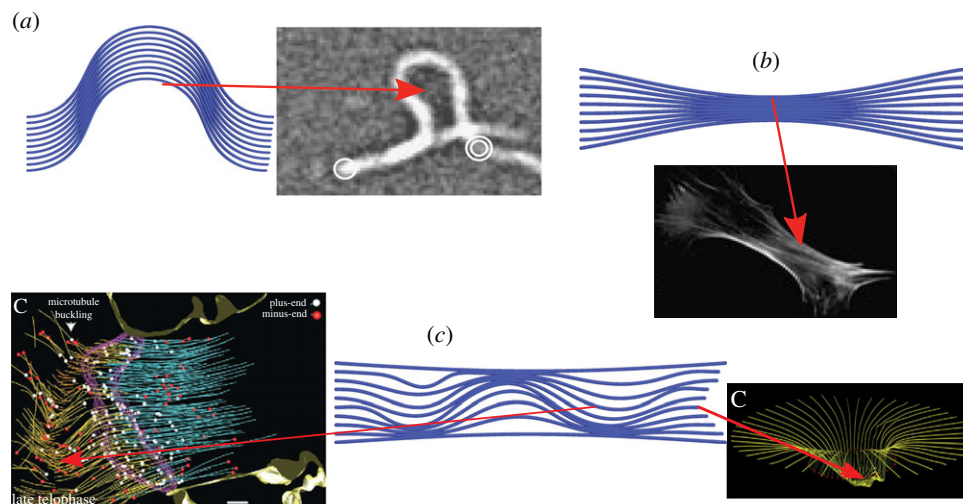 (a)
(b)
C
microtubule
buckling
plus-end
minus-end
late telophase
(c)
C